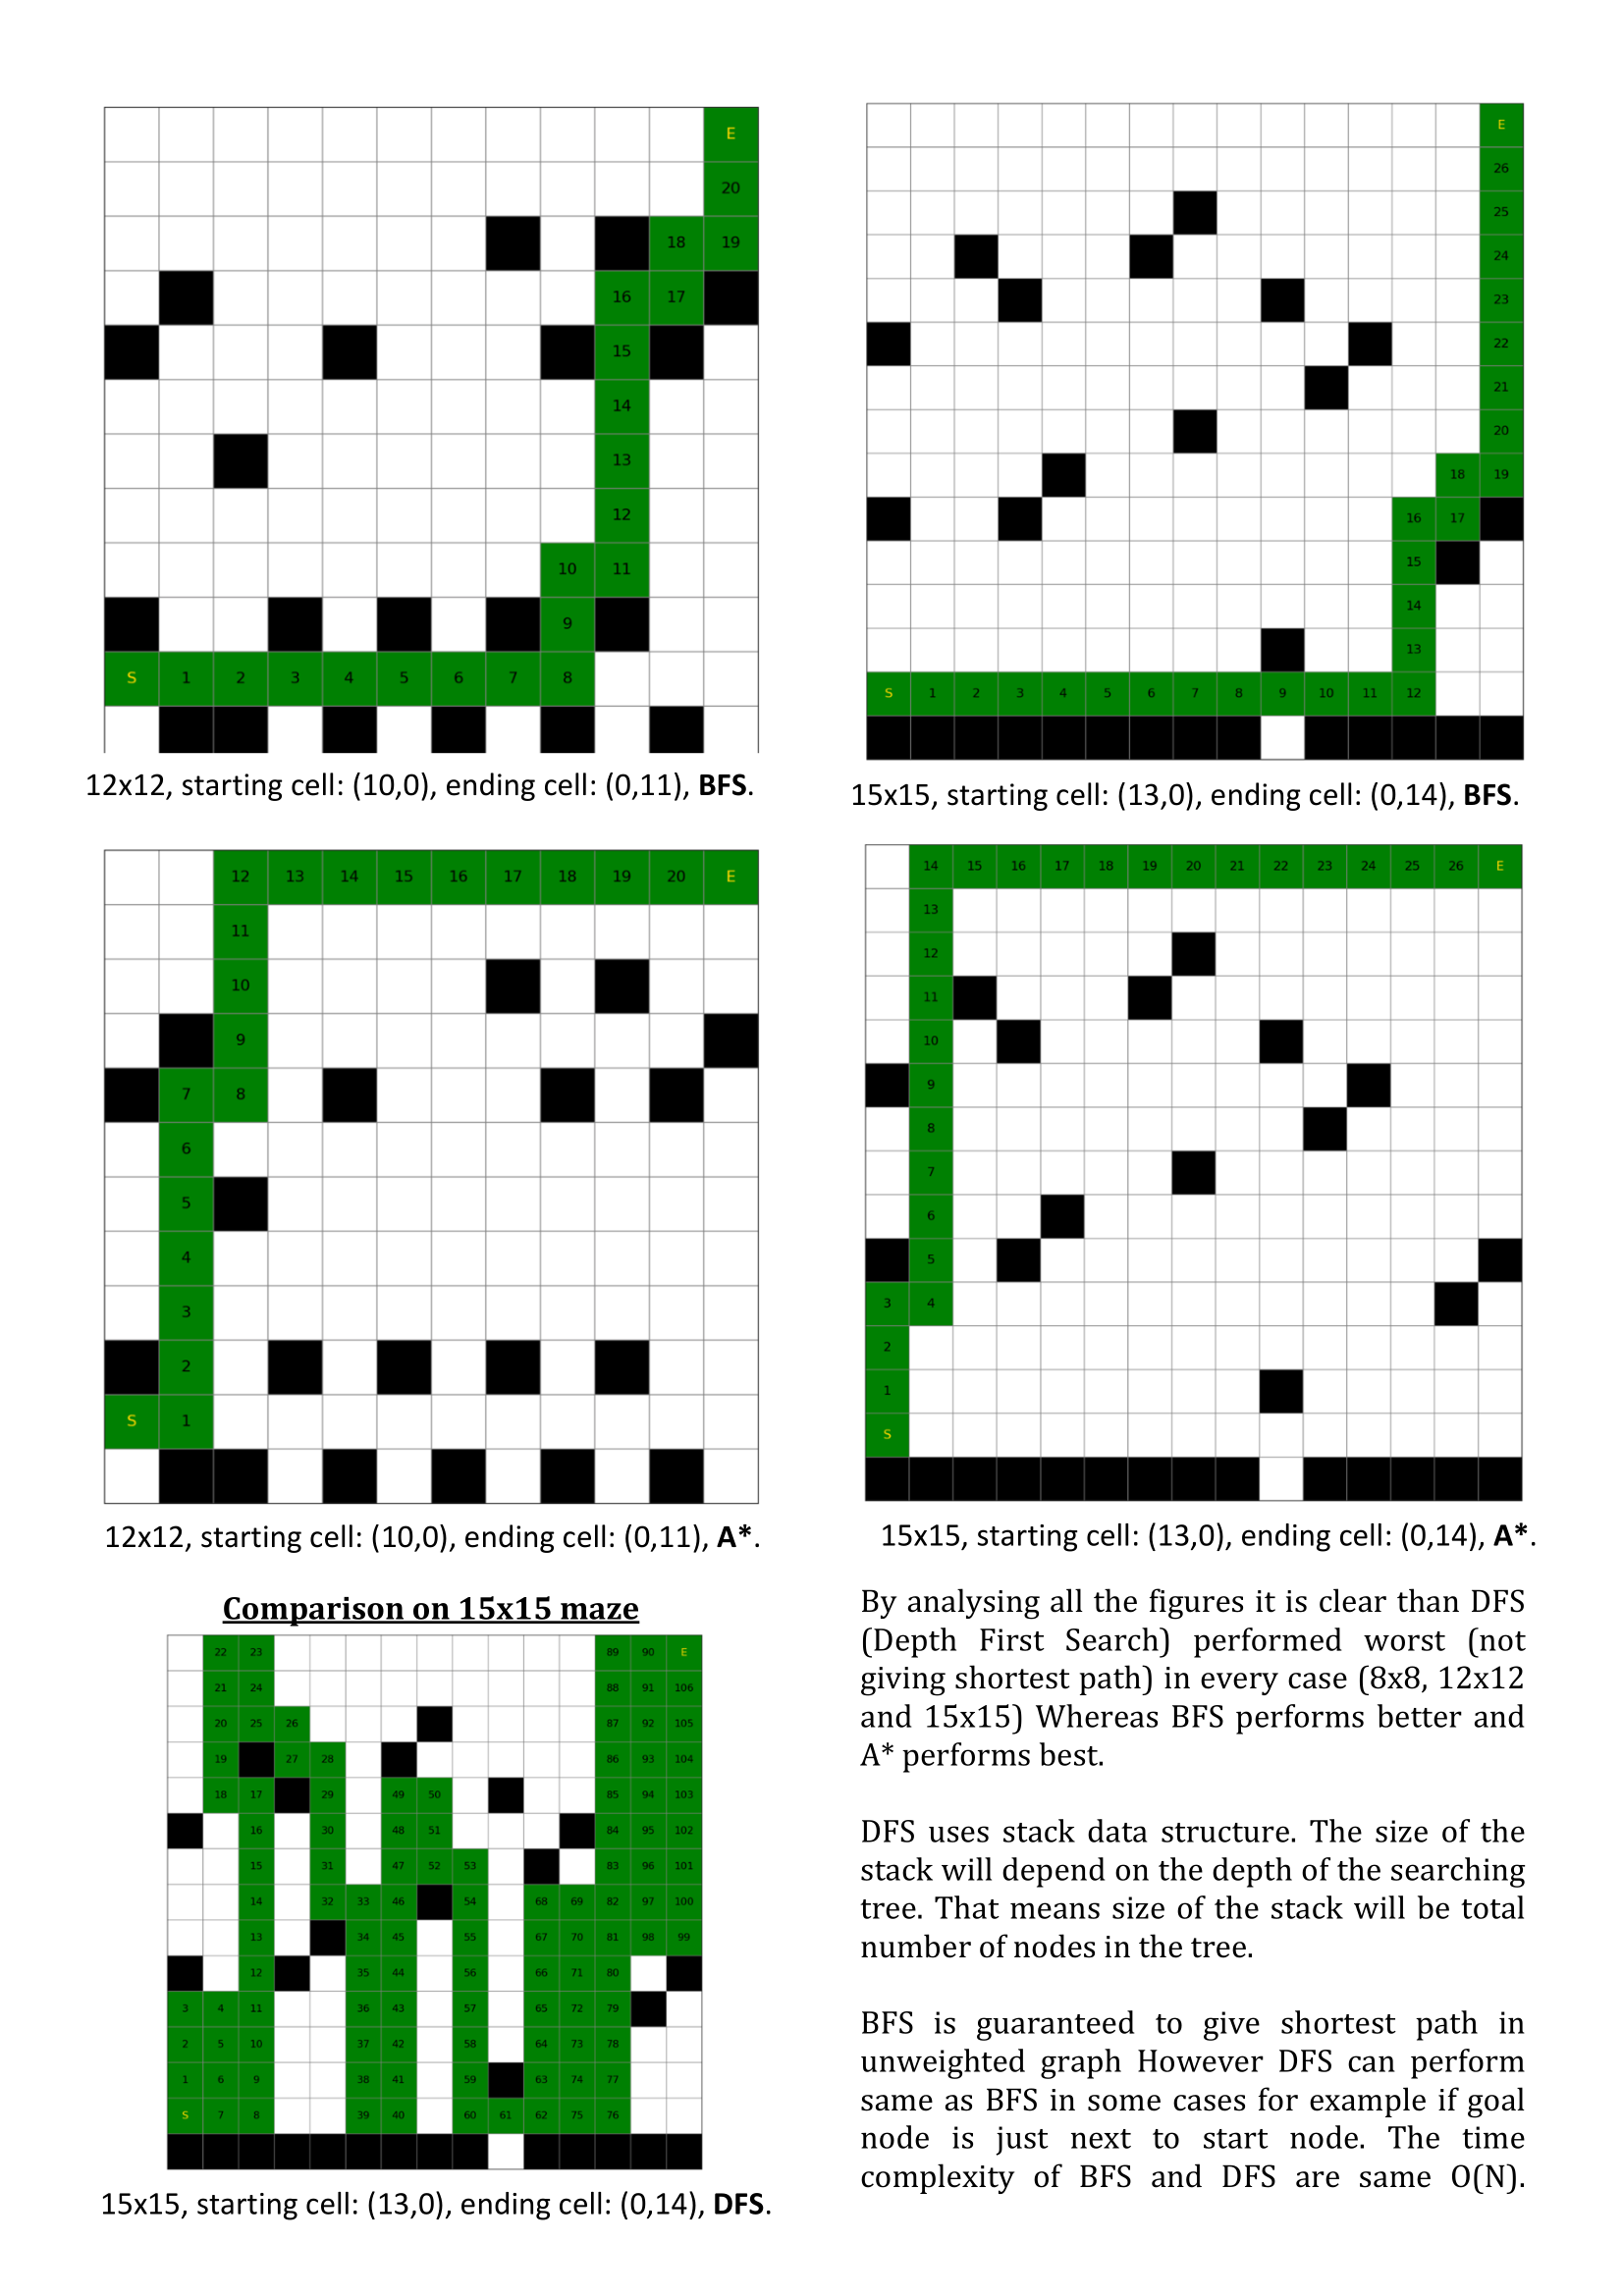 E
20
18 19
16 17
15
14
13
12
10 11
9
S 1 2 3 4 5 6 7 8
12x12, starting cell: (10,0), ending cell: (0,11), BFS.
E
26
25
24
23
22
21
20
18 19
16 17
15
14
13
S 1 2 3 4 5 6 7 8 9 10 11 12
15x15, starting cell: (13,0), ending cell: (0,14), BFS.
12 13 14 15 16 17 18 19 20 E
11
10
9
7 8
6
5
4
3
2
S 1
12x12, starting cell: (10,0), ending cell: (0,11), A*.
14 15 16 17 18 19 20 21 22 23 24 25 26 E
13
12
11
10
9
8
7
6
5
3 4
2
1
S
15x15, starting cell: (13,0), ending cell: (0,14), A*.
Comparison on 15x15 maze
22 23 89 90 E
21 24 88 91 106
20 25 26 87 92 105
19 27 28 86 93 104
18 17 29 49 50 85 94 103
16 30 48 51 84 95 102
15 31 47 52 53 83 96 101
14 32 33 46 54 68 69 82 97 100
13 34 45 55 67 70 81 98 99
12 35 44 56 66 71 80
3 4 11 36 43 57 65 72 79
2 5 10 37 42 58 64 73 78
1 6 9 38 41 59 63 74 77
S 7 8 39 40 60 61 62 75 76
15x15, starting cell: (13,0), ending cell: (0,14), DFS.
By analysing all the figures it is clear than DFS
(Depth First Search) performed worst (not
giving shortest path) in every case (8x8, 12x12
and 15x15) Whereas BFS performs better and
A* performs best.
DFS uses stack data structure. The size of the
stack will depend on the depth of the searching
tree. That means size of the stack will be total
number of nodes in the tree.
BFS is guaranteed to give shortest path in
unweighted graph However DFS can perform
same as BFS in some cases for example if goal
node is just next to start node. The time
complexity of BFS and DFS are same O(N).